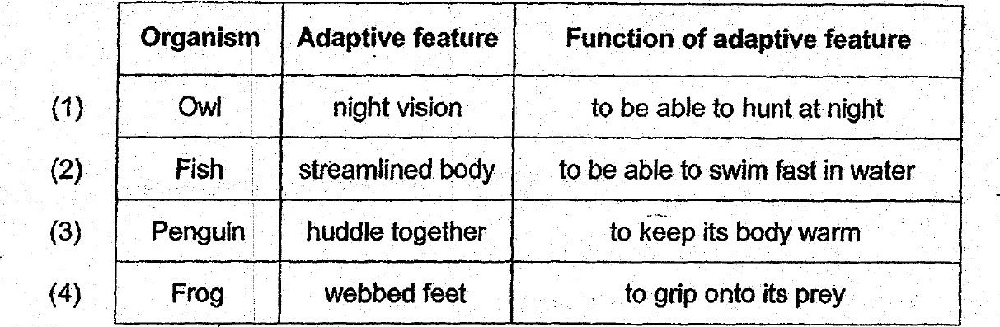 Organism Adaptive feature Function of adaptive feature
(1) Owl night vision to be able to hunt at night
(2) Fish streamlined body to be able to swim fast in water
(3) Penguin huddle together to keep its body warm
(4) Frog webbed feet to grip onto its prey